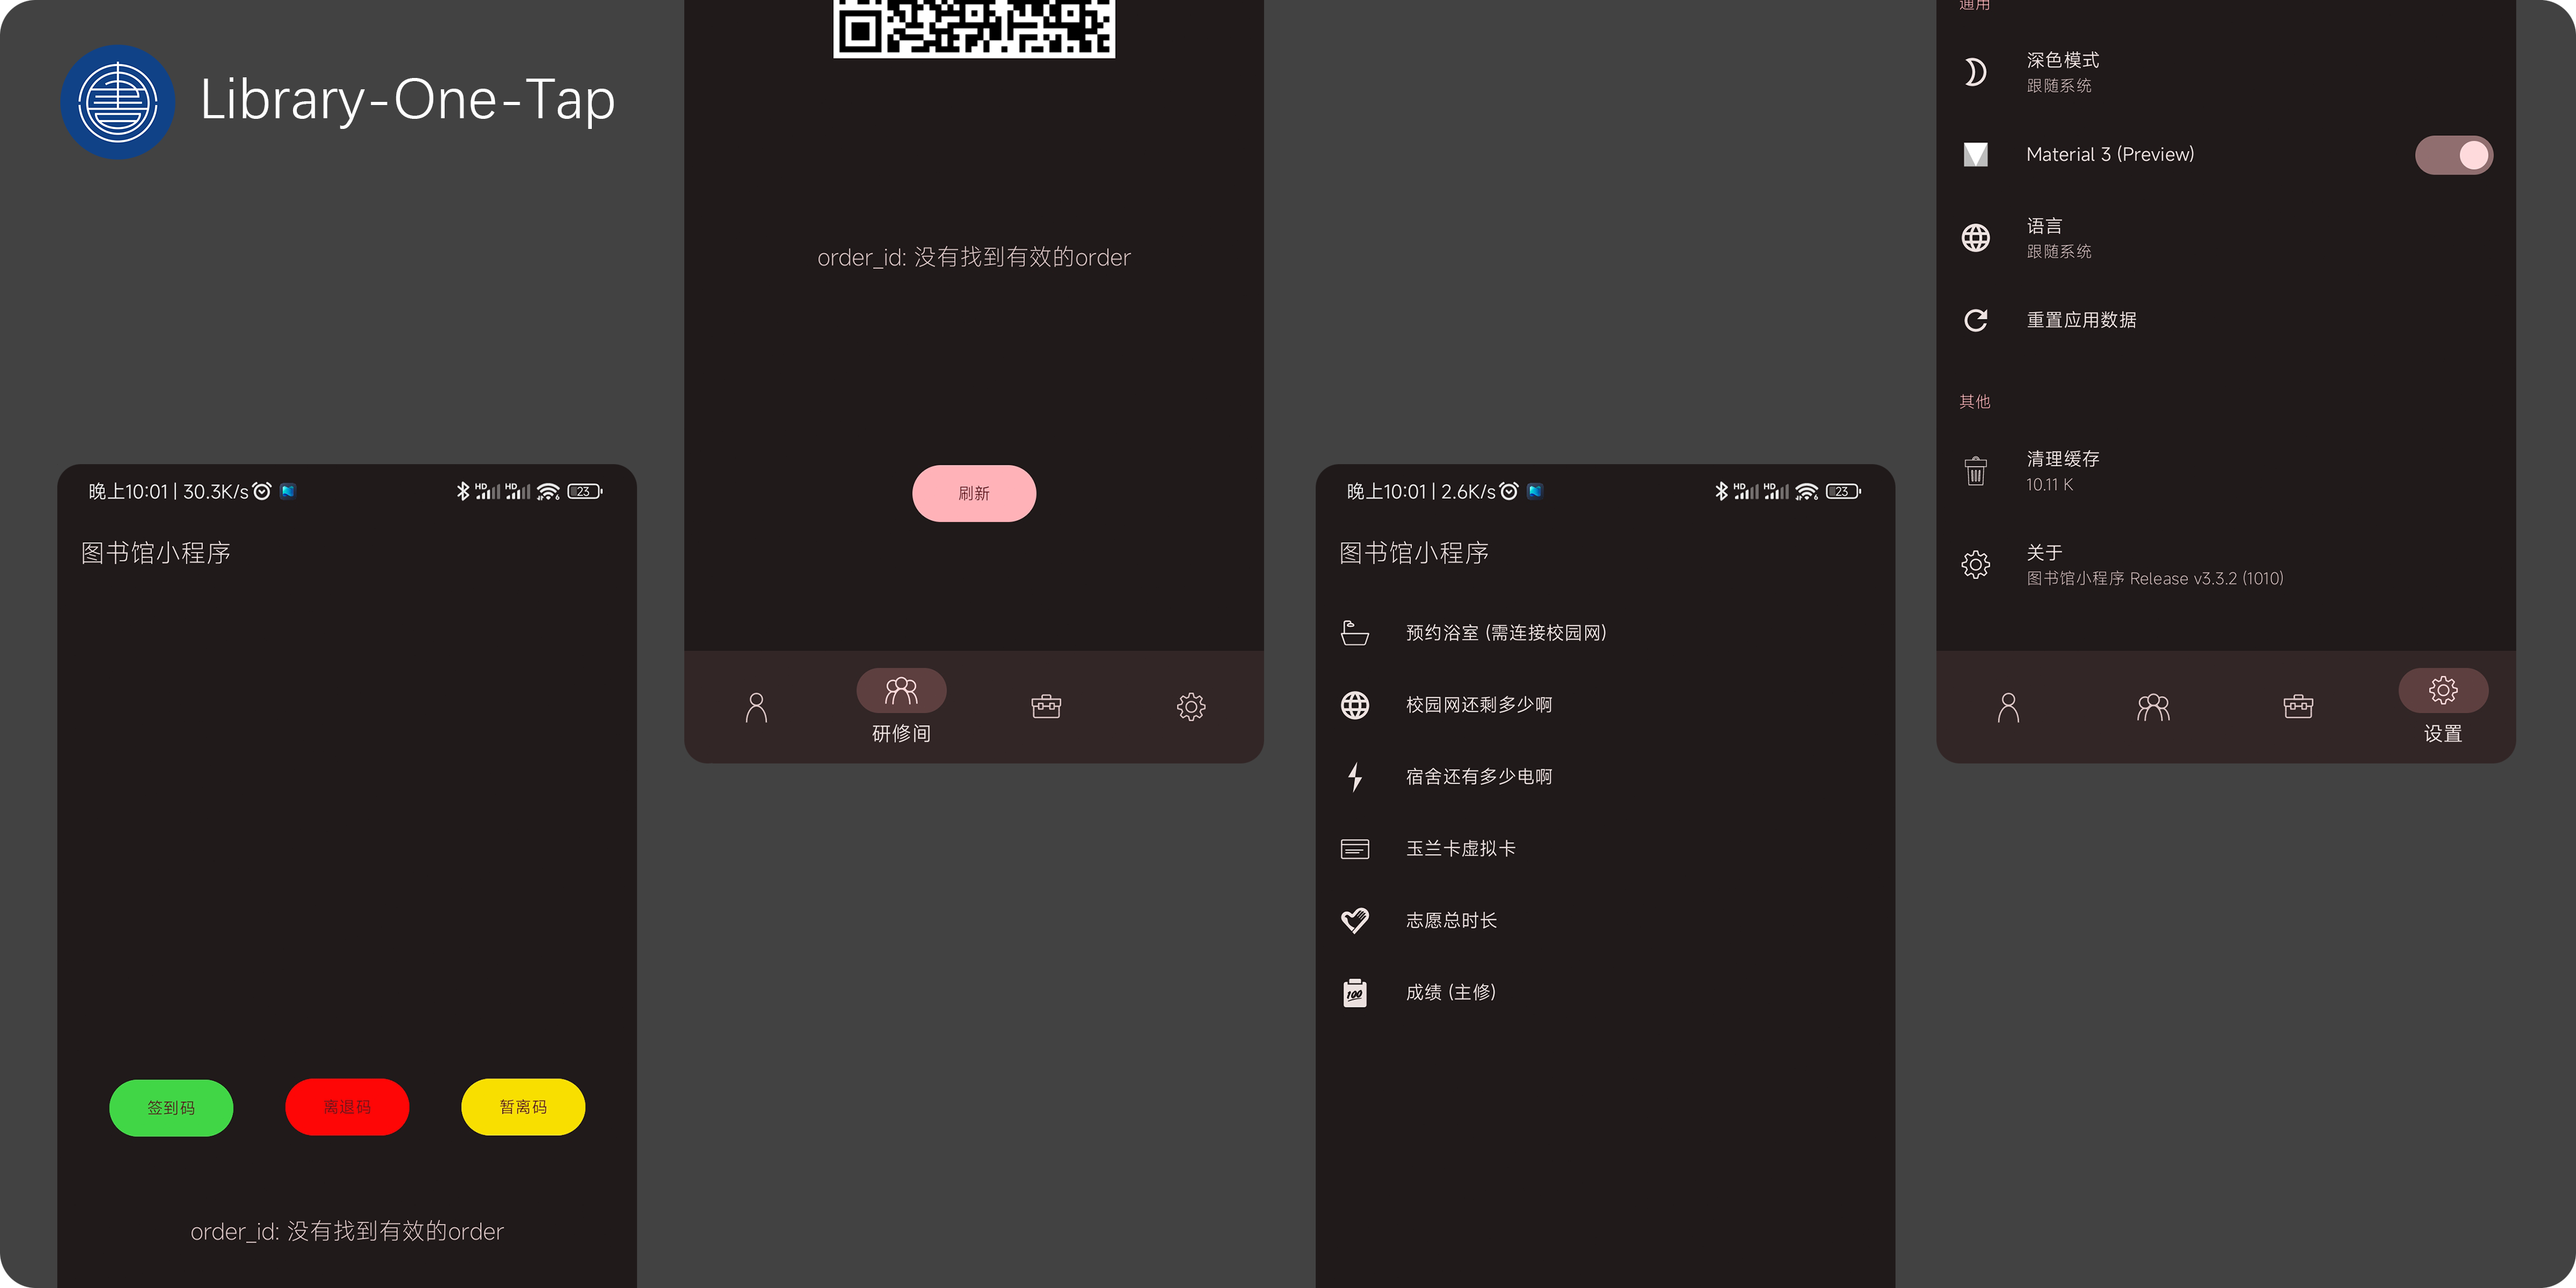 Library-One-Tap
晚上10:01 | 30.3K/s
HD
HD
6
23
图书馆小程序
签到码
离退码
暂离码
order_id: 没有找到有效的order
order_id: 没有找到有效的order
刷新
研修间
晚上10:01 | 2.6K/s
HD
HD
6
23
图书馆小程序
预约浴室 (需连接校园网)
校园网还剩多少啊
宿舍还有多少电啊
玉兰卡虚拟卡
志愿总时长
100
成绩 (主修)
通用
深色模式
跟随系统
Material 3 (Preview)
语言
跟随系统
重置应用数据
其他
清理缓存
10.11 K
关于
图书馆小程序 Release v3.3.2 (1010)
设置